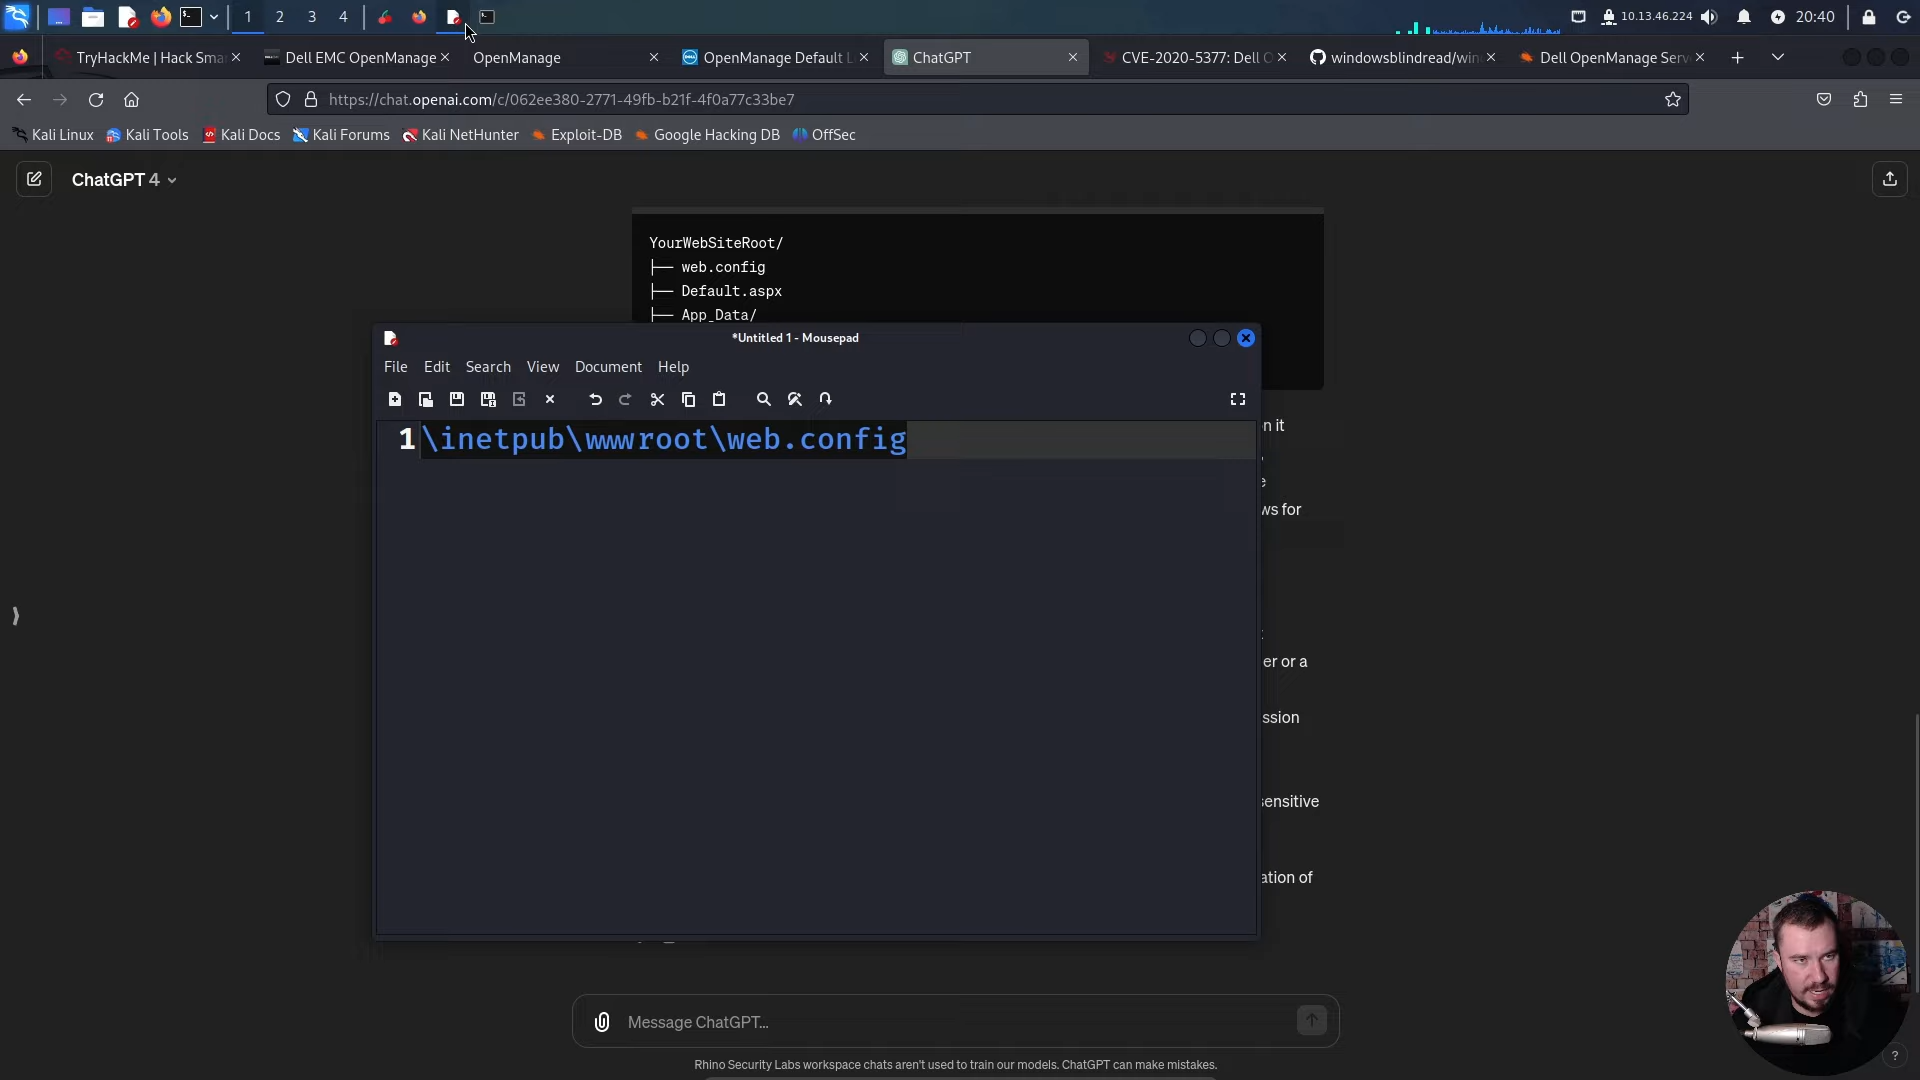 1
2
3
4
10.13.46.224
20:40
TryHackMe | Hack Sma
Dell EMC OpenManage
OpenManage
OpenManage Default L
ChatGPT
CVE-2020-5377: Dell O
windowsblindread/win
Dell OpenManage Serv
https://chat.openai.com/c/062ee380-2771-49fb-b21f-4f0a77c33be7
Kali Linux
Kali Tools
Kali Docs
Kali Forums
Kali NetHunter
Exploit-DB
Google Hacking DB
OffSec
ChatGPT 4
YourWebSiteRoot/
├── web.config
├── Default.aspx
├── App_Data/
*Untitled 1 - Mousepad
File Edit Search View Document Help
1 \inetpub\wwwroot\web.config
n it
ws for
er or a
ssion
sensitive
ation of
Message ChatGPT...
Rhino Security Labs workspace chats aren't used to train our models. ChatGPT can make mistakes.
?